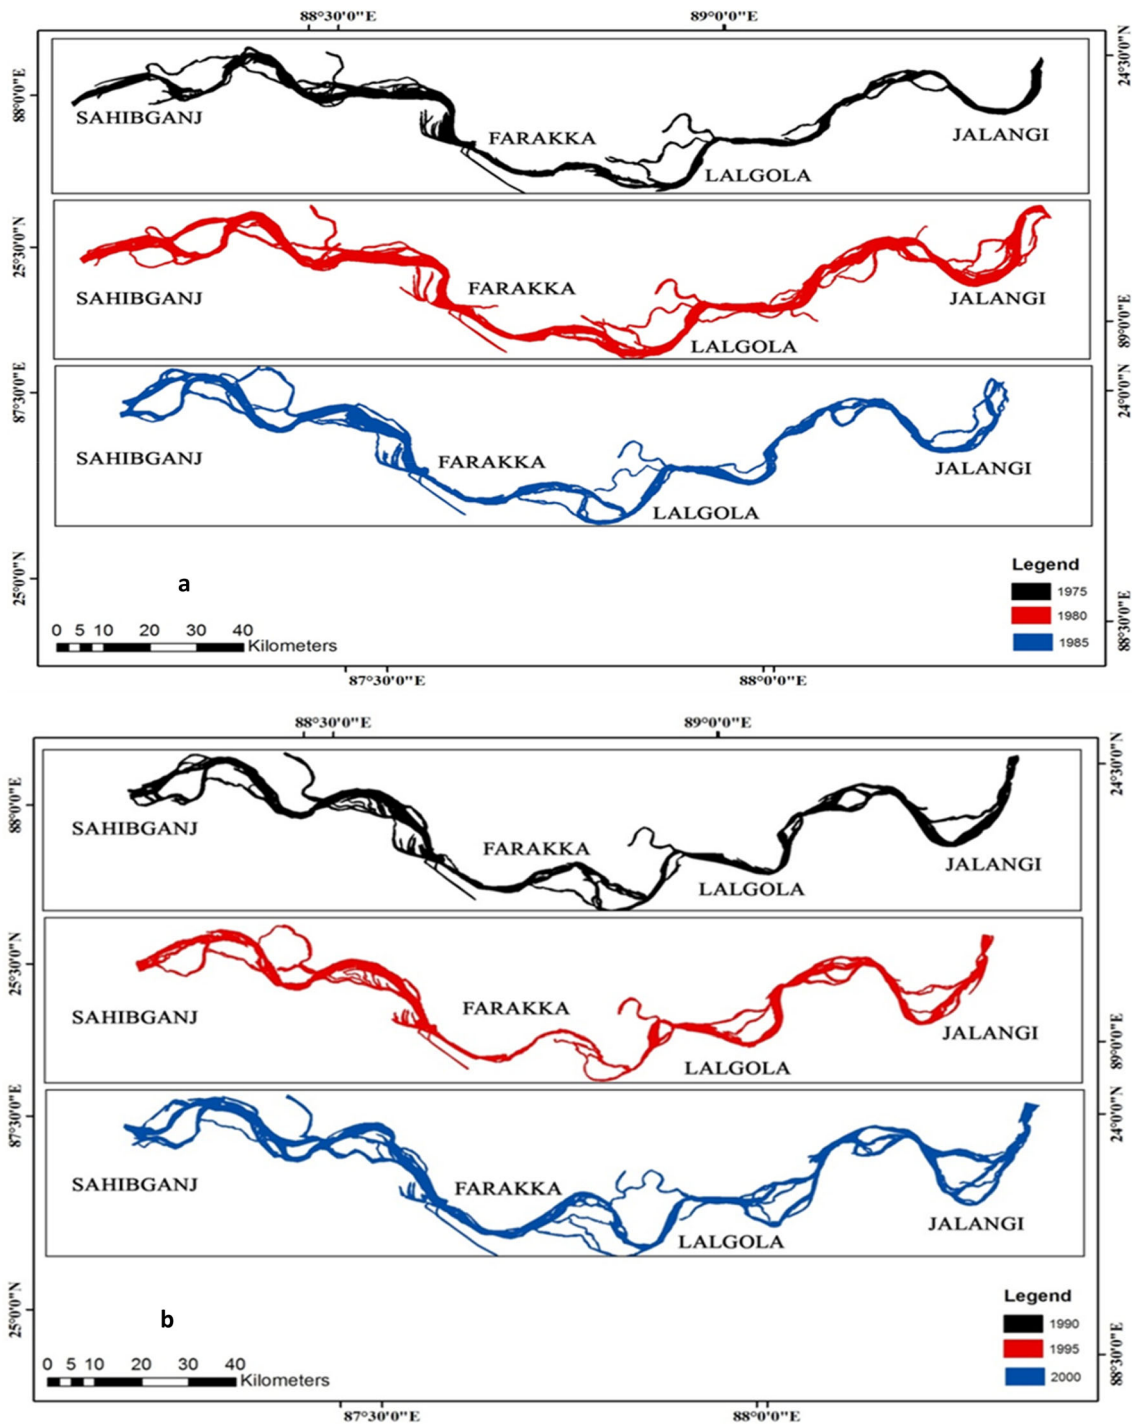 88°30'0"E 89°0'0"E
24°30'0"N
88°0'0"E
SAHIBGANJ
FARAKKA
JALANGI
LALGOLA
25°30'0"N
FARAKKA
SAHIBGANJ
JALANGI
89°0'0"E
LALGOLA
87°30'0"E
24°0'0"N
SAHIBGANJ
FARAKKA
JALANGI
LALGOLA
25°0'0"N
a
Legend
1975
1980
1985
88°30'0"E
0 5 10 20 30 40
Kilometers
87°30'0"E 88°0'0"E
88°30'0"E 89°0'0"E
24°30'0"N
88°0'0"E
SAHIBGANJ
FARAKKA
JALANGI
LALGOLA
25°30'0"N
FARAKKA
SAHIBGANJ
JALANGI
89°0'0"E
LALGOLA
87°30'0"E
24°0'0"N
SAHIBGANJ
FARAKKA
JALANGI
LALGOLA
25°0'0"N
b
Legend
1990
1995
2000
88°30'0"E
0 5 10 20 30 40
Kilometers
87°30'0"E 88°0'0"E